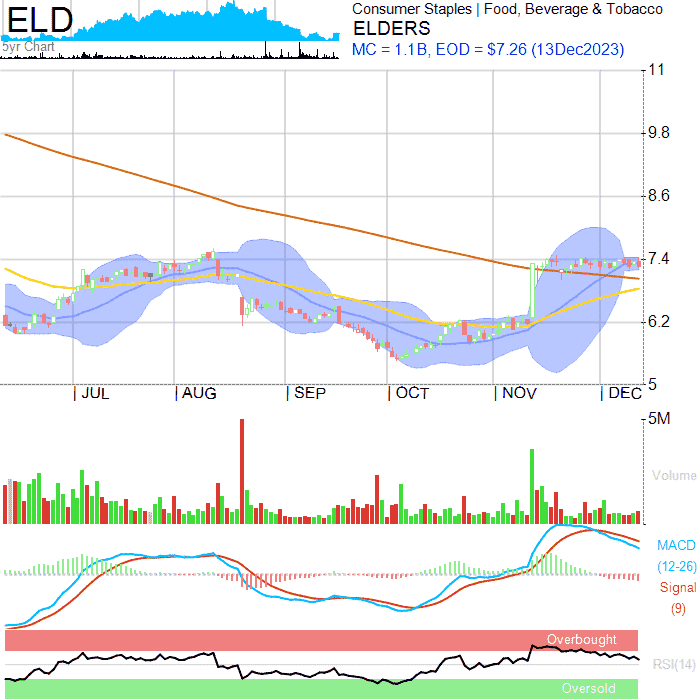 ELD
5yr Chart
Consumer Staples | Food, Beverage & Tobacco
ELDERS
MC = 1.1B, EOD = $7.26 (13Dec2023)
11
9.8
8.6
7.4
6.2
5
| JUL | AUG | SEP | OCT | NOV | DEC
5M
Volume
MACD
(12-26)
Signal
(9)
Overbought
RSI(14)
Oversold